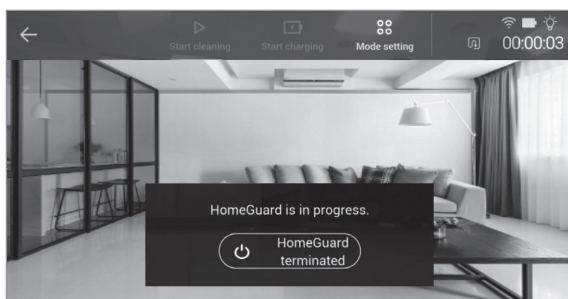 Start cleaning
Start charging
Mode setting
00:00:03
HomeGuard is in progress.
HomeGuard
terminated